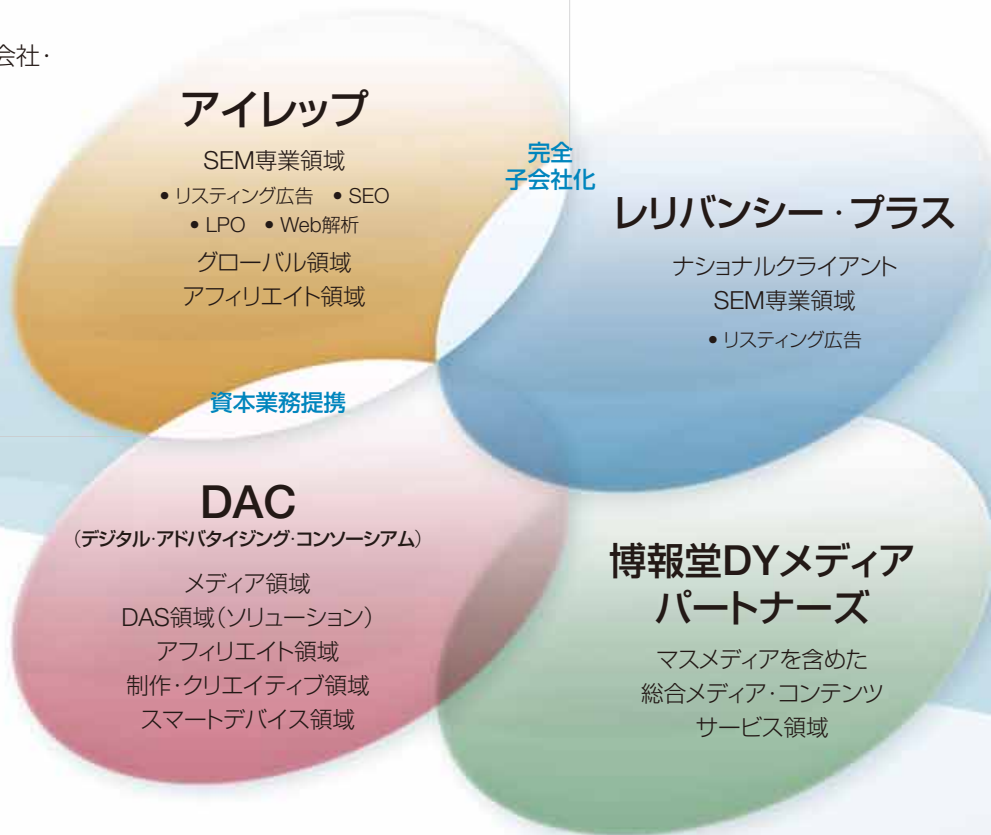 会社・
アイレップ
SEM専業領域
• リスティング広告 • SEO
• LPO • Web解析
グローバル領域
アフィリエイト領域
完全
子会社化
レリバンシー・プラス
ナショナルクライアント
SEM専業領域
• リスティング広告
資本業務提携
DAC
（デジタル・アドバタイジング・コンソーシアム）
メディア領域
DAS領域（ソリューション）
アフィリエイト領域
制作・クリエイティブ領域
スマートデバイス領域
博報堂DYメディア
パートナーズ
マスメディアを含めた
総合メディア・コンテンツ
サービス領域